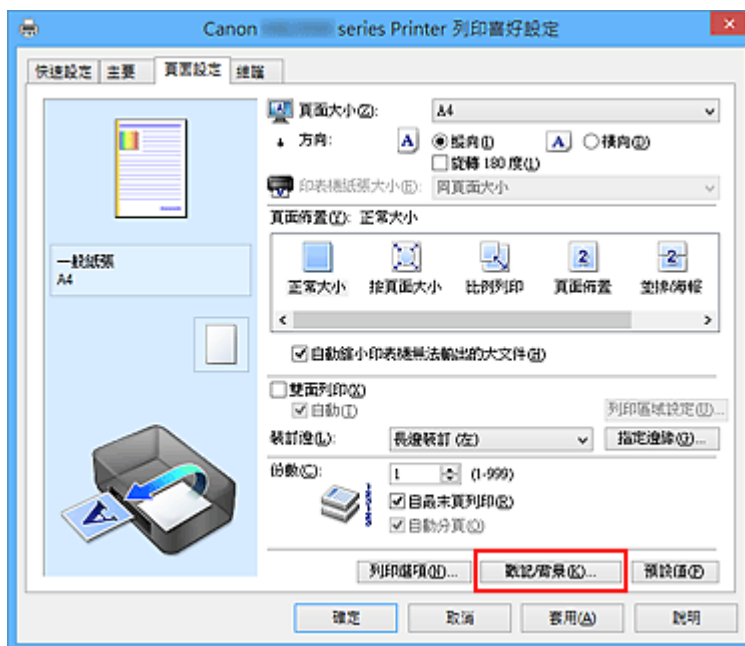 Canon series Printer 列印喜好設定
快速設定 主要 頁面設定 維護
頁面大小(Z): A4
方向: A 縱向(I) A 橫向(D)
旋轉 180 度(L)
印表機紙張大小(E): 同頁面大小
頁面佈置(Y): 正常大小
正常大小 按頁面大小 比例列印 頁面佈置 並排/海報
自動縮小印表機無法輸出的大文件(H)
一般紙張
A4
雙面列印(X)
自動(T)
列印區域設定(U)...
裝訂邊(L): 長邊裝訂 (左) 指定邊緣(G)...
份數(C): 1 (1-999)
自最末頁列印(R)
自動分頁(O)
列印選項(N)... 戳記/背景(K)... 預設值(F)
確定 取消 套用(A) 說明